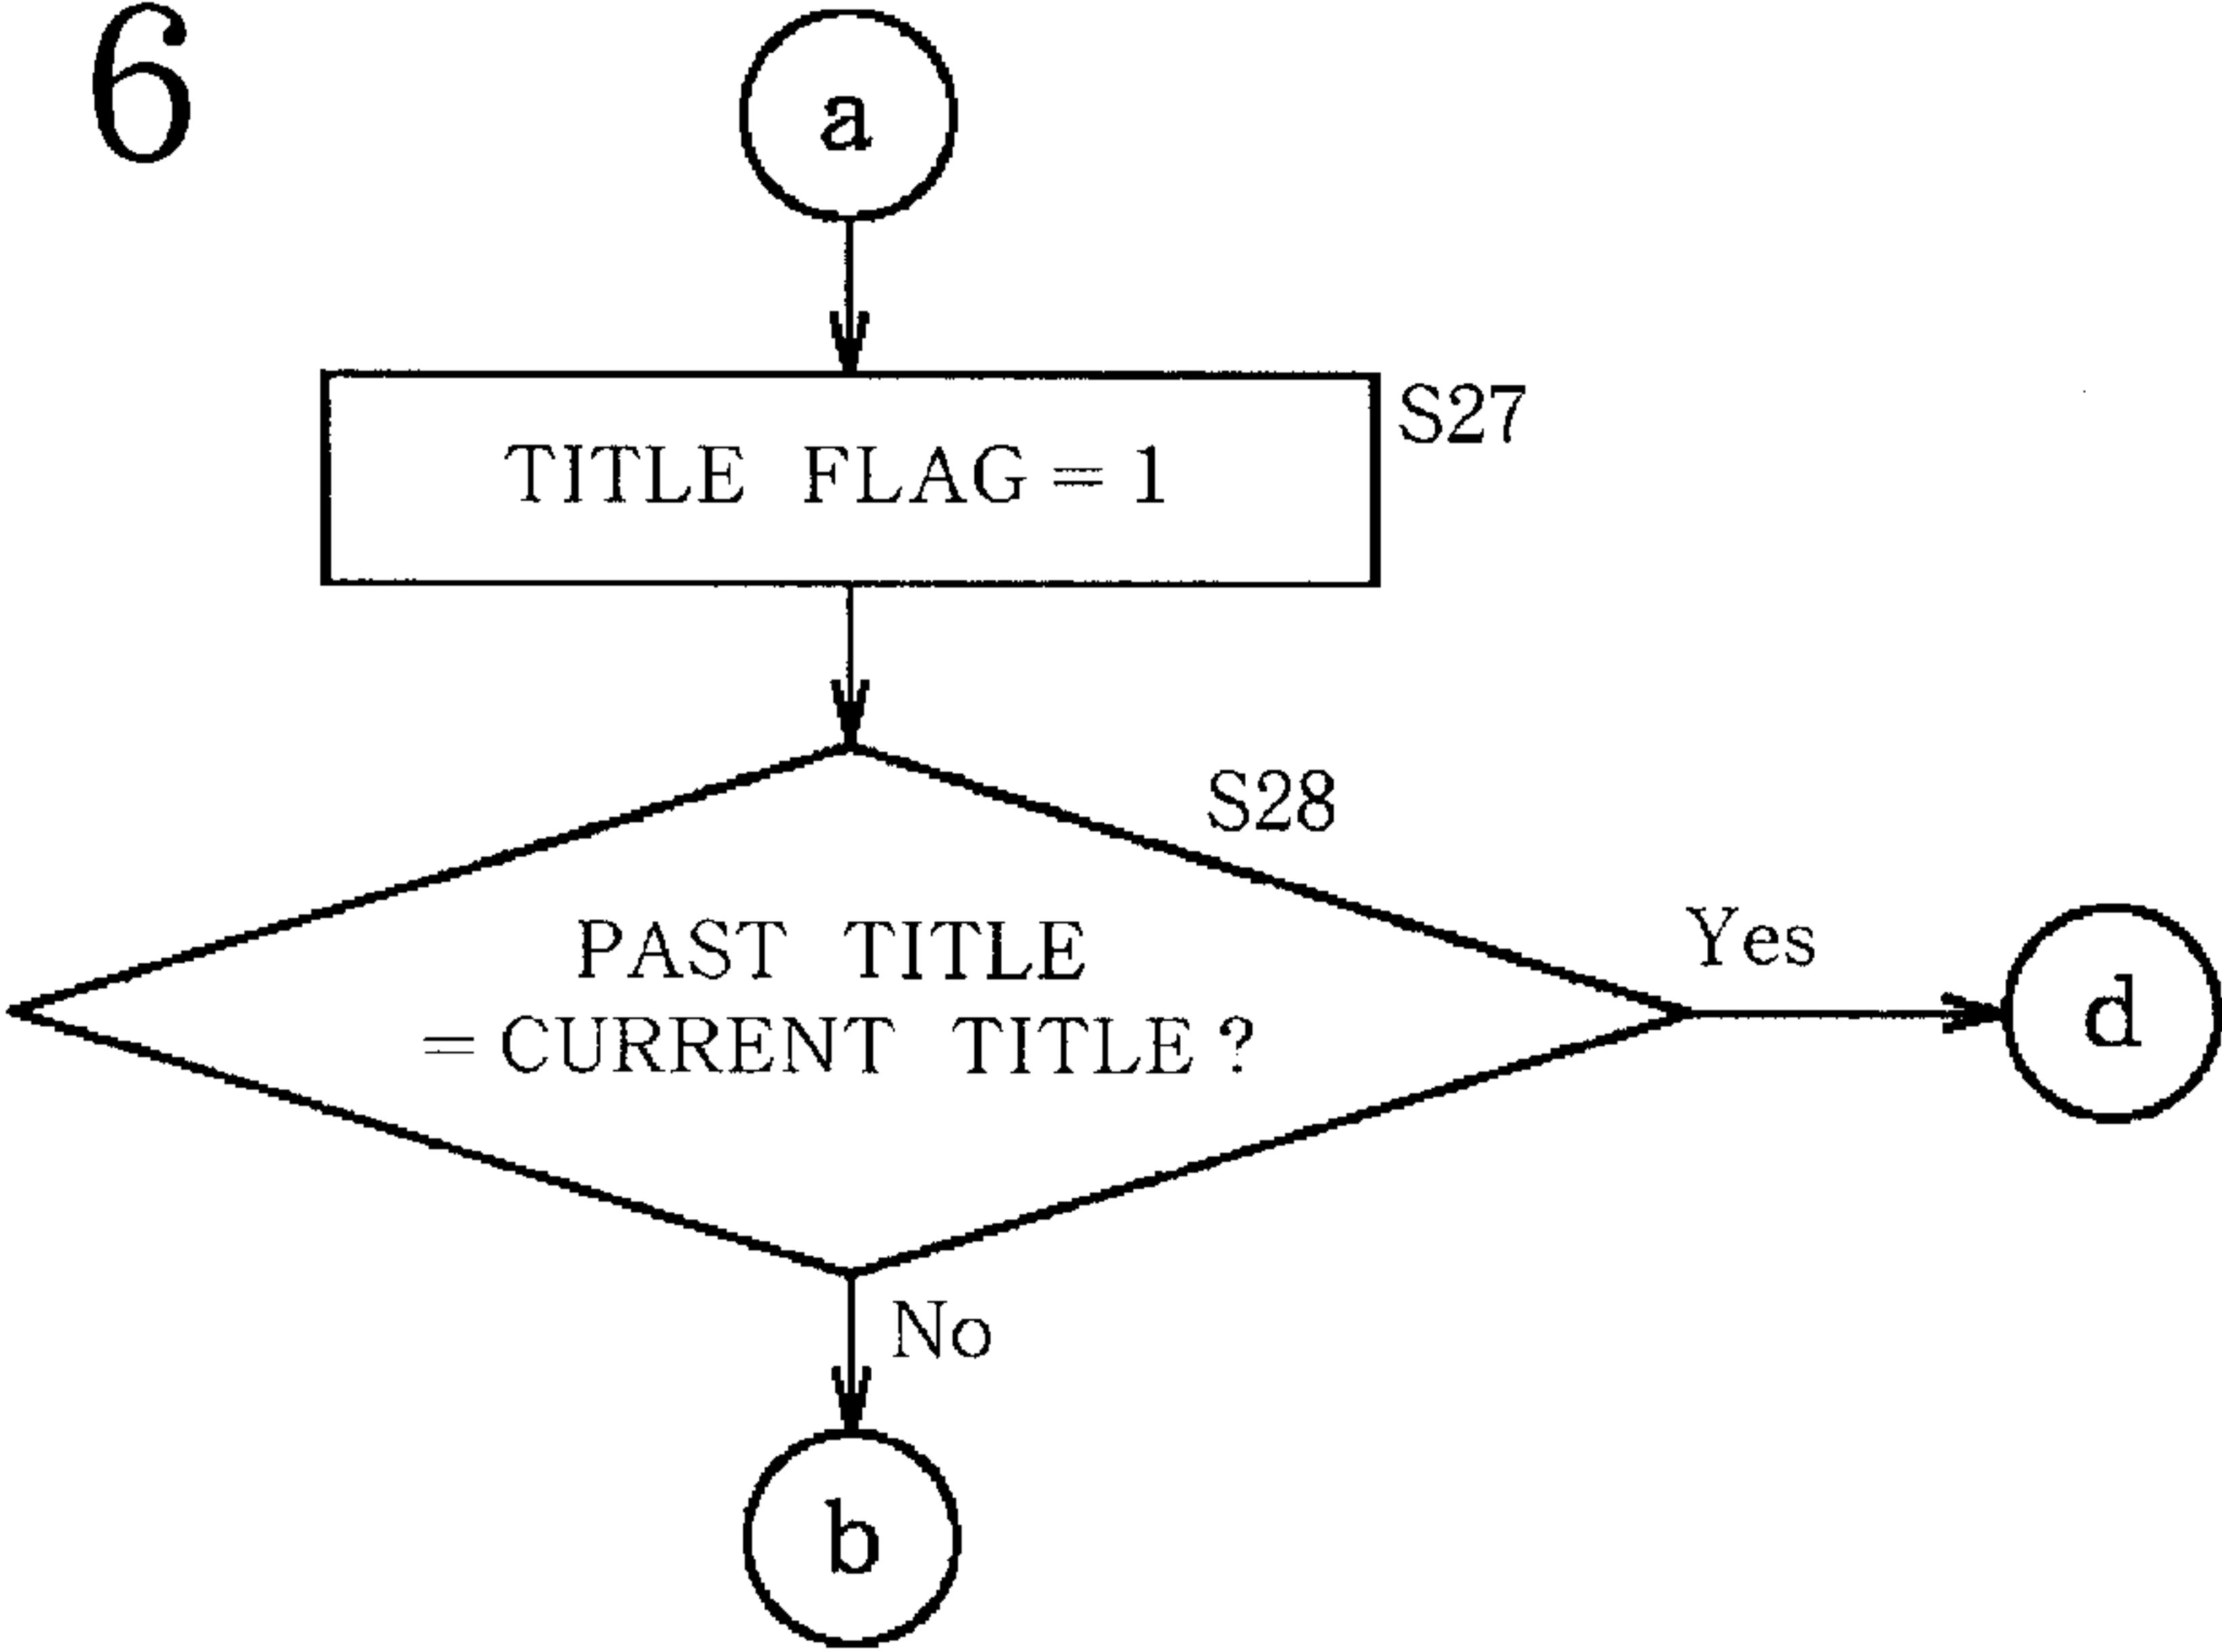 6
a
TITLE FLAG=1
S27
S28
PAST TITLE
=CURRENT TITLE?
Yes
d
No
b